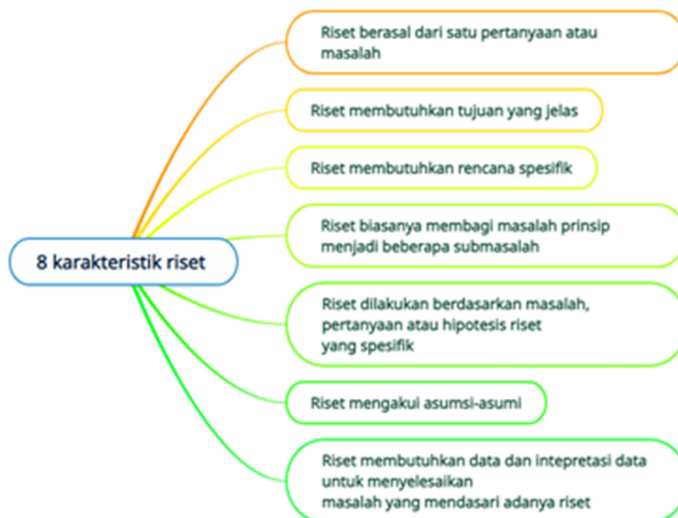 Riset berasal dari satu pertanyaan atau
masalah
Riset membutuhkan tujuan yang jelas
Riset membutuhkan rencana spesifik
Riset biasanya membagi masalah prinsip
menjadi beberapa submasalah
8 karakteristik riset
Riset dilakukan berdasarkan masalah,
pertanyaan atau hipotesis riset
yang spesifik
Riset mengakui asumsi-asumi
Riset membutuhkan data dan intepretasi data
untuk menyelesaikan
masalah yang mendasari adanya riset